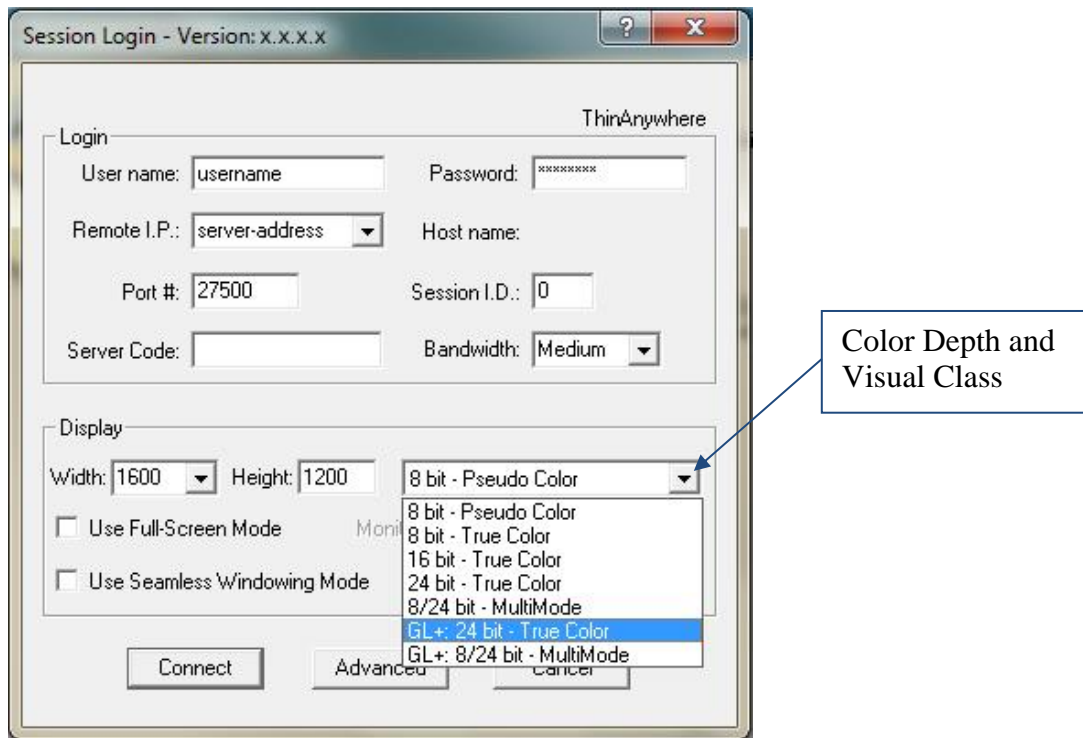 Session Login - Version: x.x.x.x
?
X
ThinAnywhere
Login
User name: username Password: ********
Remote I.P.: server-address Host name:
Port #: 27500 Session I.D.: 0
Server Code: Bandwidth: Medium
Color Depth and
Visual Class
Display
Width: 1600 Height: 1200 8 bit - Pseudo Color
8 bit - Pseudo Color
8 bit - True Color
16 bit - True Color
24 bit - True Color
8/24 bit - MultiMode
GL+: 24 bit - True Color
GL+: 8/24 bit - MultiMode
Use Full-Screen Mode
Use Seamless Windowing Mode
Connect Advanced Cancel